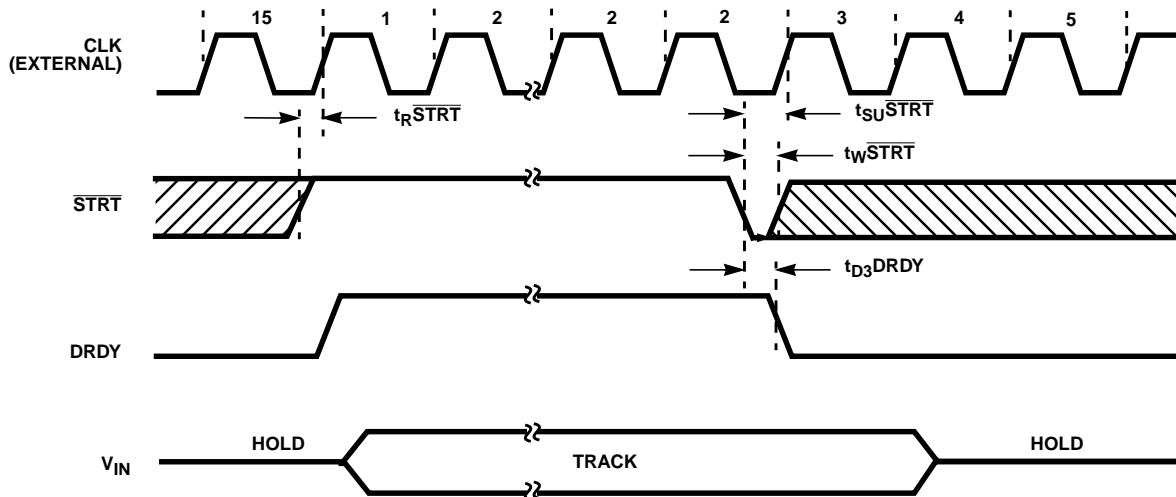 15 1 2 2 2 3 4 5
CLK
(EXTERNAL)
tRSTRT
tSUSTRT
tWSTRT
STRT
tD3DRDY
DRDY
HOLD
TRACK
HOLD
VIN